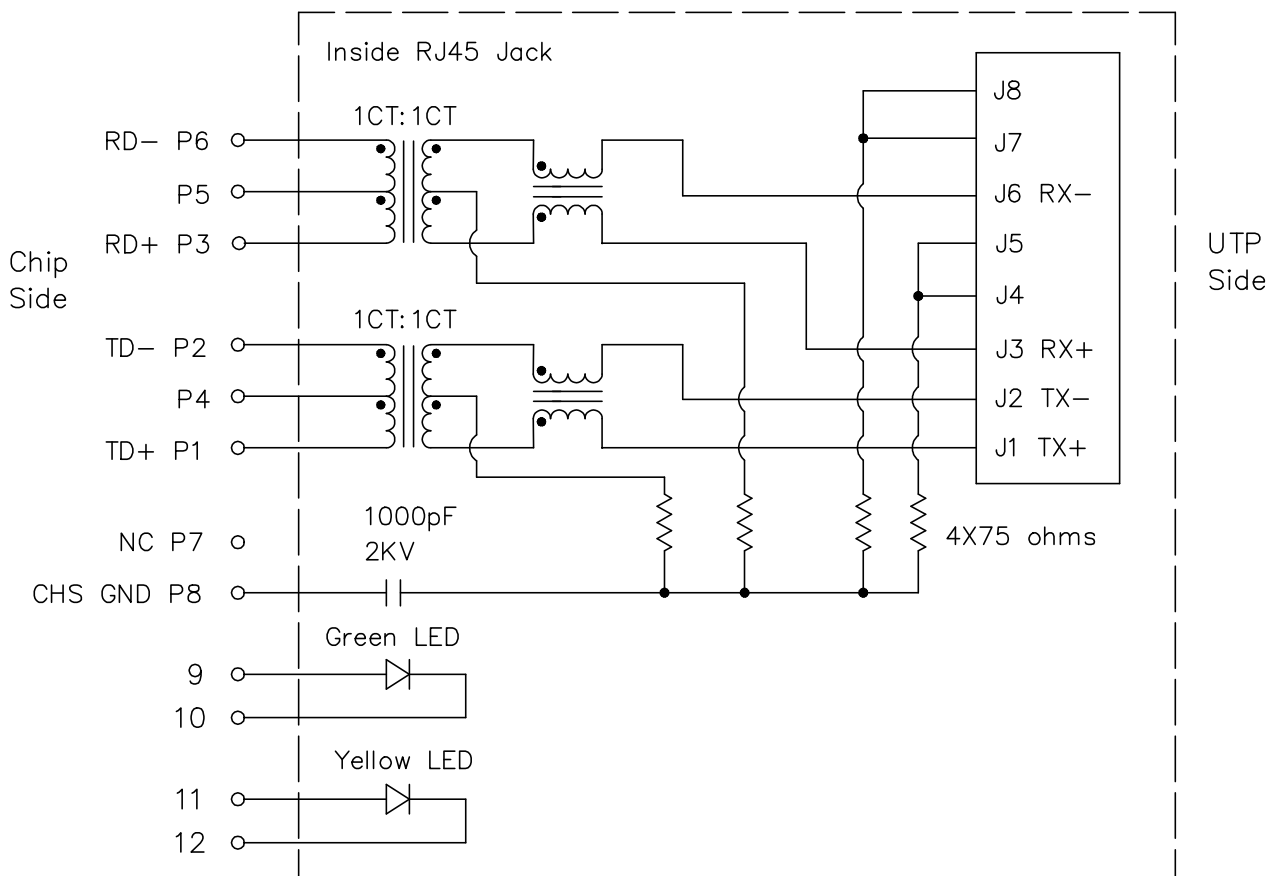 Inside RJ45 Jack
1CT:1CT
RD- P6
P5
RD+ P3
Chip
Side
1CT:1CT
TD- P2
P4
TD+ P1
1000pF
2KV
NC P7
CHS GND P8
Green LED
9
10
Yellow LED
11
12
J8
J7
J6 RX-
J5
J4
J3 RX+
J2 TX-
J1 TX+
4X75 ohms
UTP
Side